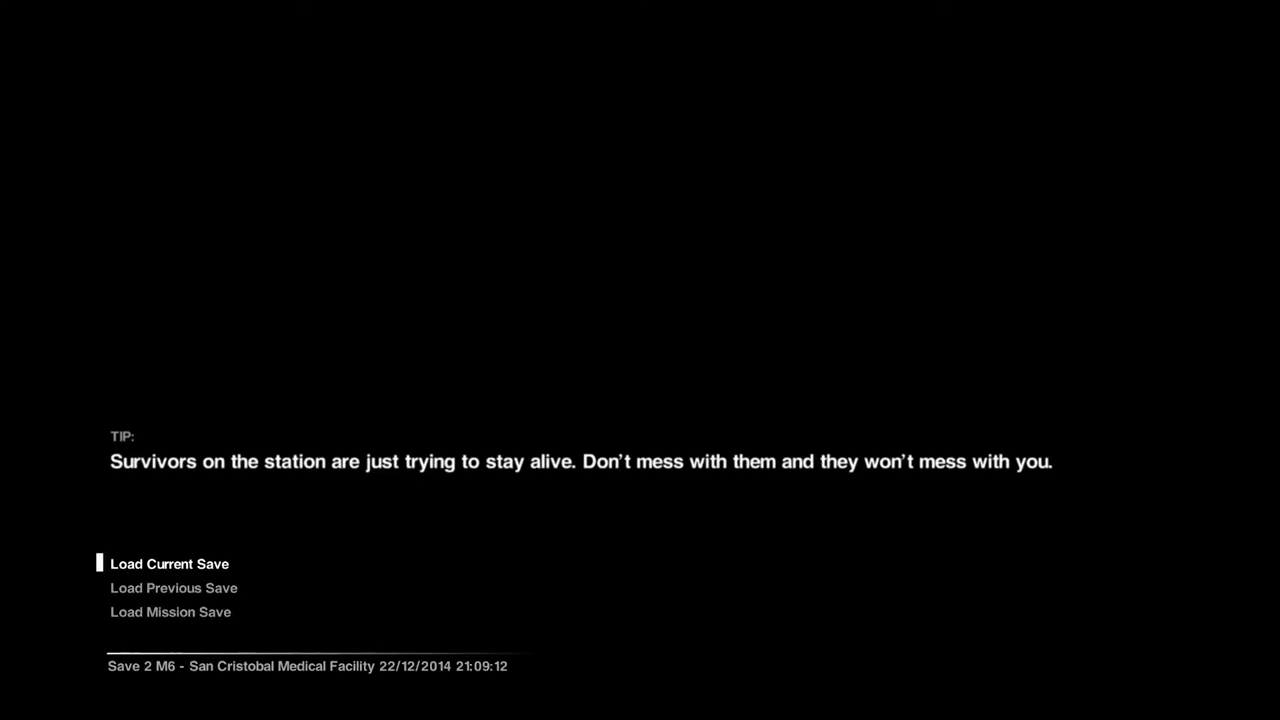 TIP:
Survivors on the station are just trying to stay alive. Don’t mess with them and they won’t mess with you.
Load Current Save
Load Previous Save
Load Mission Save
Save 2 M6 - San Cristobal Medical Facility 22/12/2014 21:09:12